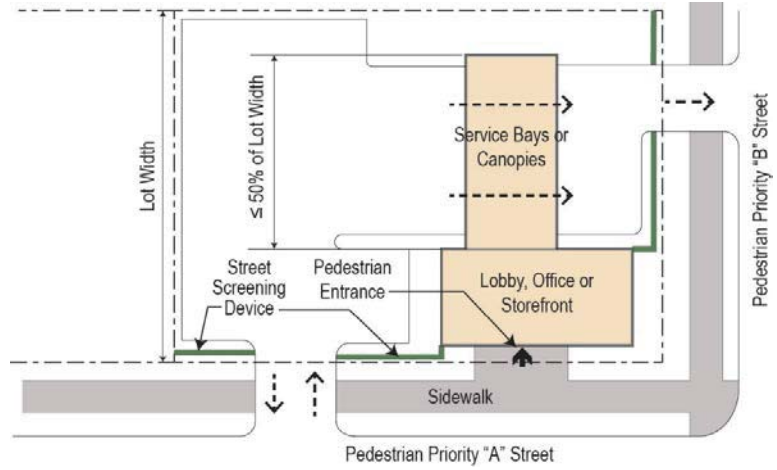 Lot Width
≤ 50% of Lot Width
Service Bays or
Canopies
Pedestrian Priority "B" Street
Street
Screening
Device
Pedestrian
Entrance
Lobby, Office or
Storefront
Sidewalk
Pedestrian Priority "A" Street